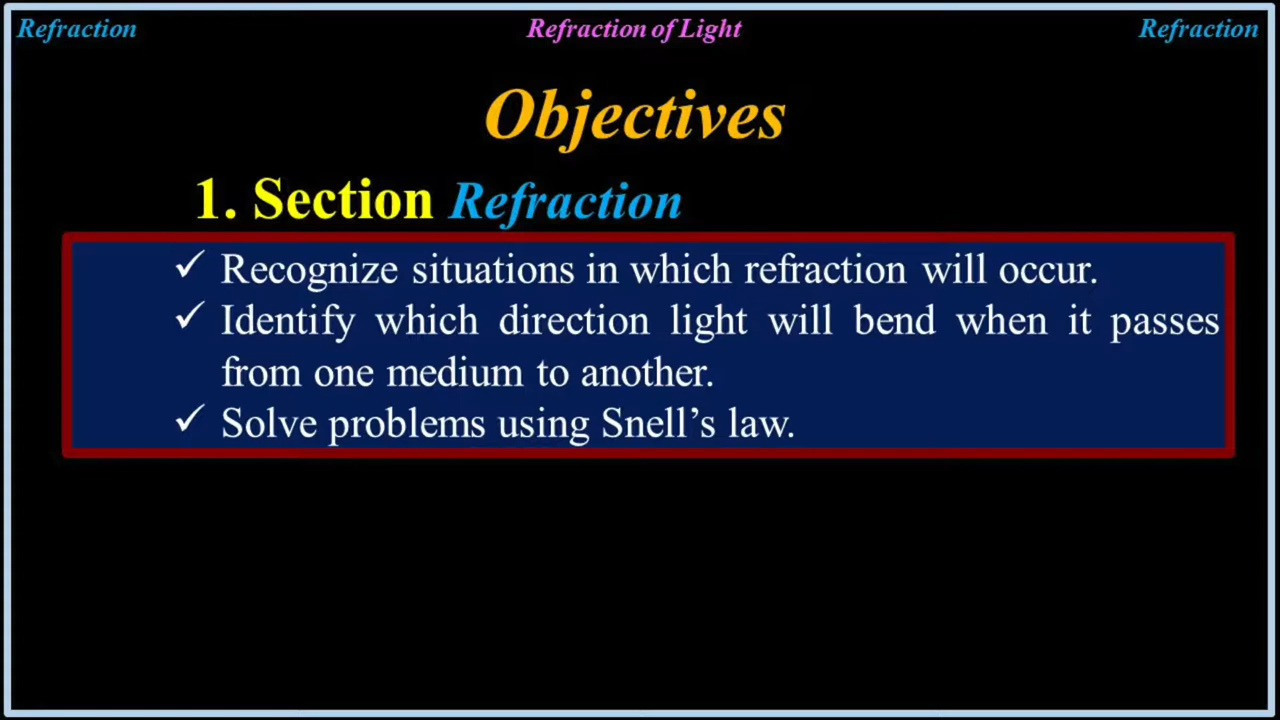 Refraction Refraction of Light Refraction
Objectives
1. Section Refraction
✓ Recognize situations in which refraction will occur.
✓ Identify which direction light will bend when it passes
from one medium to another.
✓ Solve problems using Snell’s law.